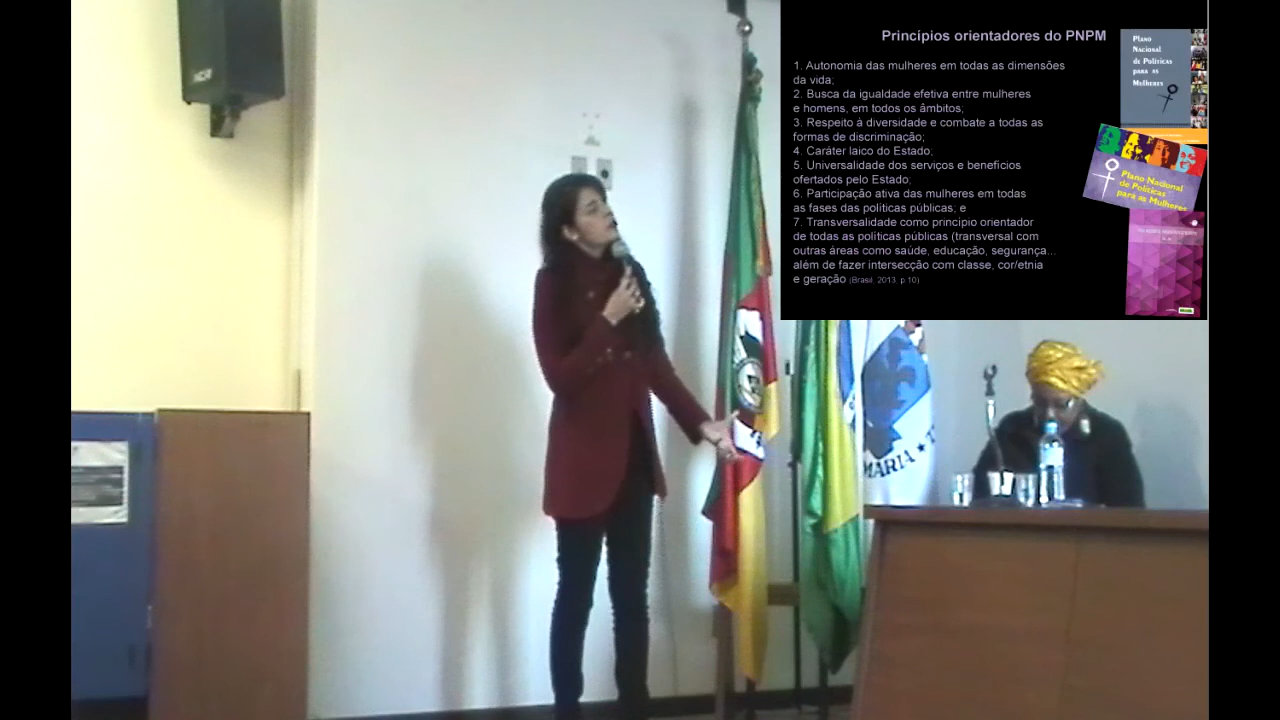 Princípios orientadores do PNPM
1. Autonomia das mulheres em todas as dimensões
da vida;
2. Busca da igualdade efetiva entre mulheres
e homens, em todos os âmbitos;
3. Respeito à diversidade e combate a todas as
formas de discriminação;
4. Caráter laico do Estado;
5. Universalidade dos serviços e benefícios
ofertados pelo Estado;
6. Participação ativa das mulheres em todas
as fases das políticas públicas; e
7. Transversalidade como princípio orientador
de todas as políticas públicas (transversal com
outras áreas como saúde, educação, segurança...
além de fazer intersecção com classe, cor/etnia
e geração (Brasil, 2013, p.10)
Plano
Nacional
de Políticas
para as
Mulheres
Plano Nacional
de Políticas
para as Mulheres
MARIA